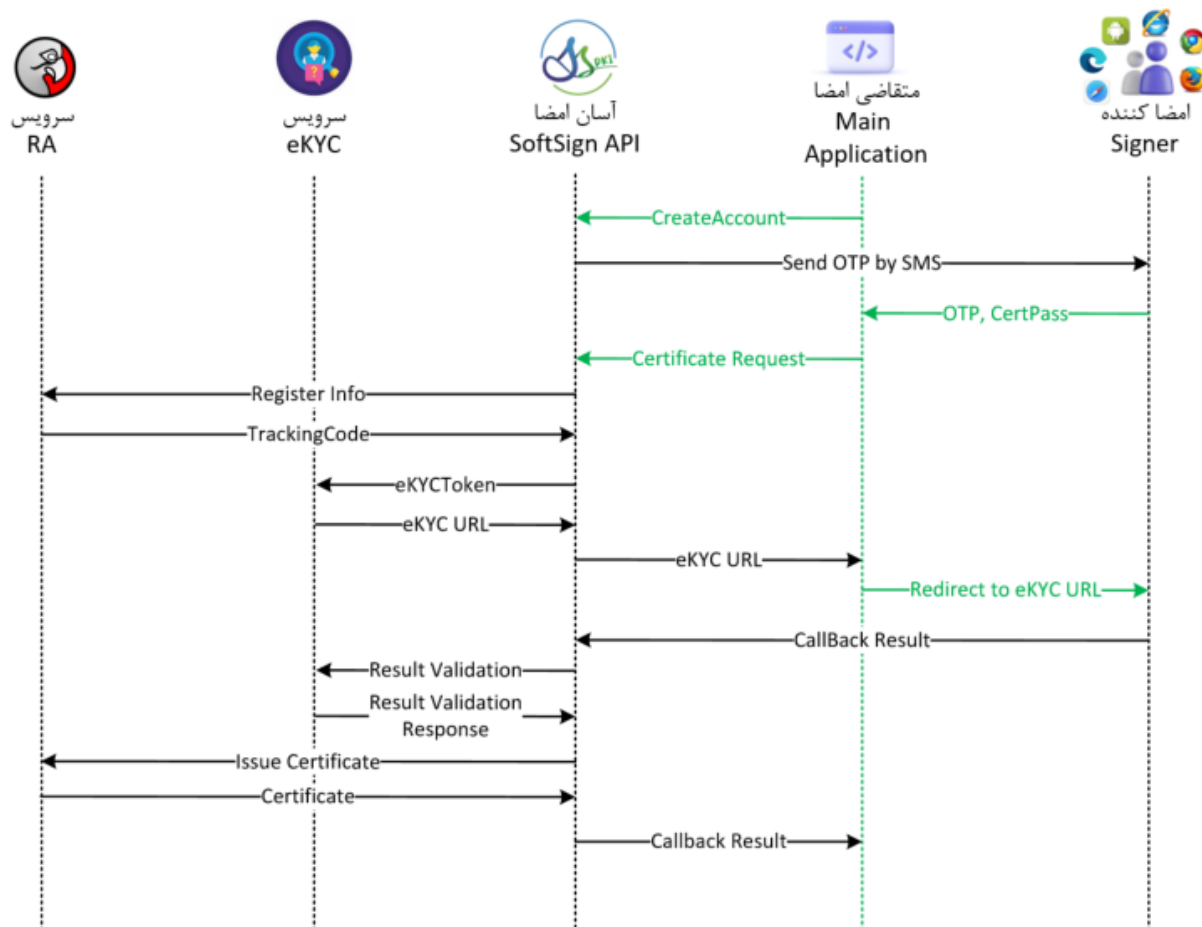 سرویس
RA
سرویس
eKYC
آسان امضا
SoftSign API
متقاضی امضا
Main
Application
امضا کننده
Signer
CreateAccount
Send OTP by SMS
OTP, CertPass
Certificate Request
Register Info
TrackingCode
eKYCToken
eKYC URL
eKYC URL
Redirect to eKYC URL
CallBack Result
Result Validation
Result Validation
Response
Issue Certificate
Certificate
Callback Result